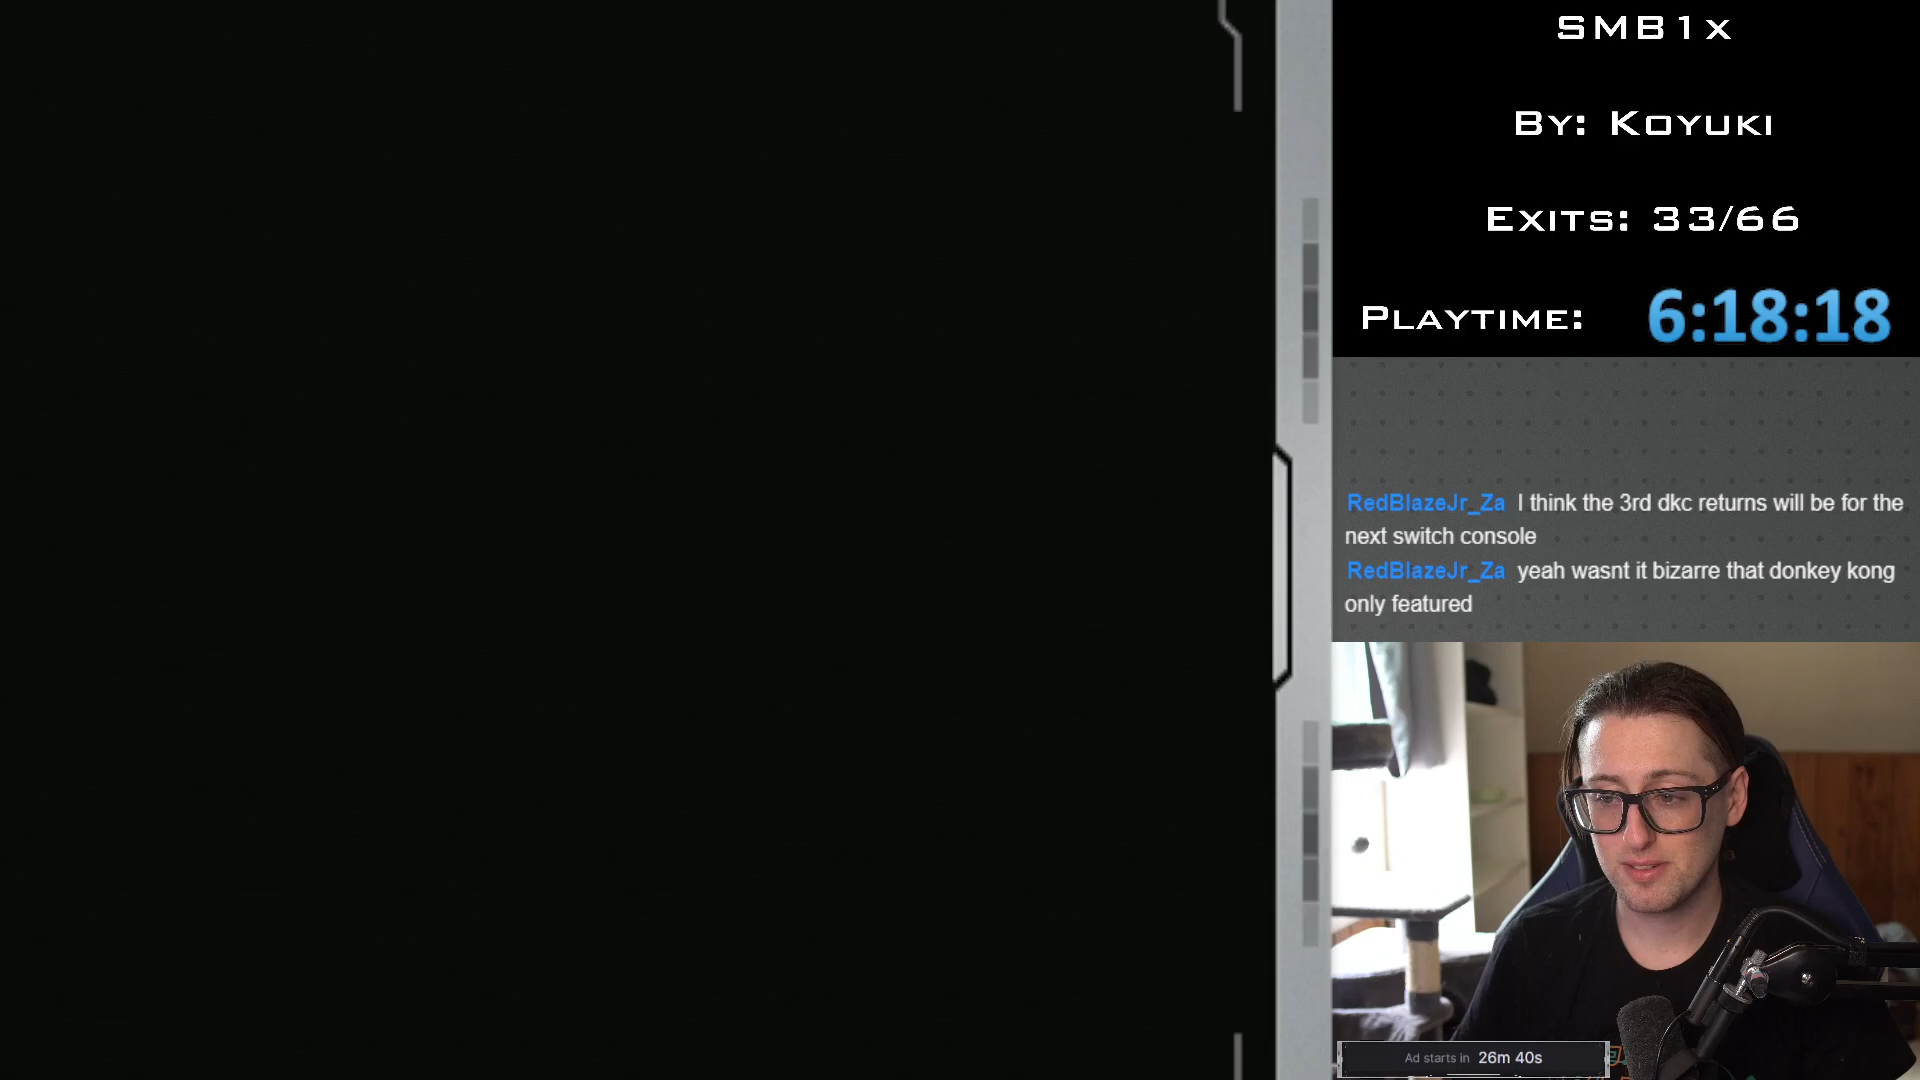 SMB1x
By: Koyuki
Exits: 33/66
Playtime: 6:18:18
RedBlazeJr_Za I think the 3rd dkc returns will be for the
next switch console
RedBlazeJr_Za yeah wasnt it bizarre that donkey kong
only featured
Ad starts in 26m 40s